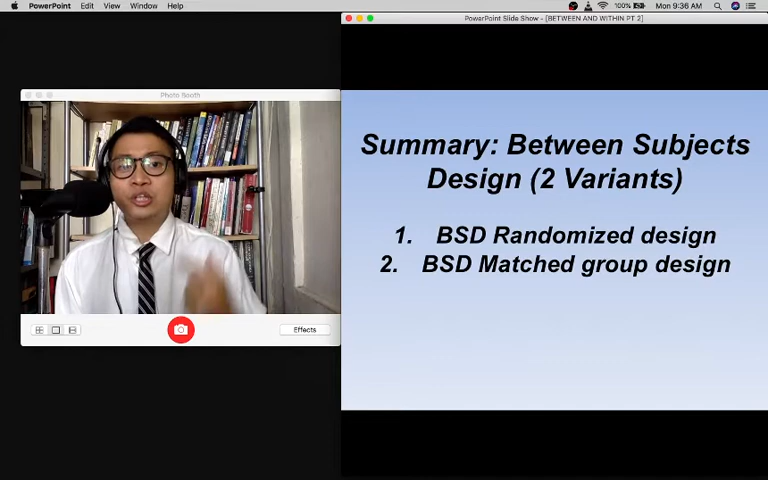 PowerPoint Edit View Window Help
100% Mon 9:36 AM
PowerPoint Slide Show - [BETWEEN AND WITHIN PT 2]
Photo Booth
Summary: Between Subjects
Design (2 Variants)
1. BSD Randomized design
2. BSD Matched group design
Effects